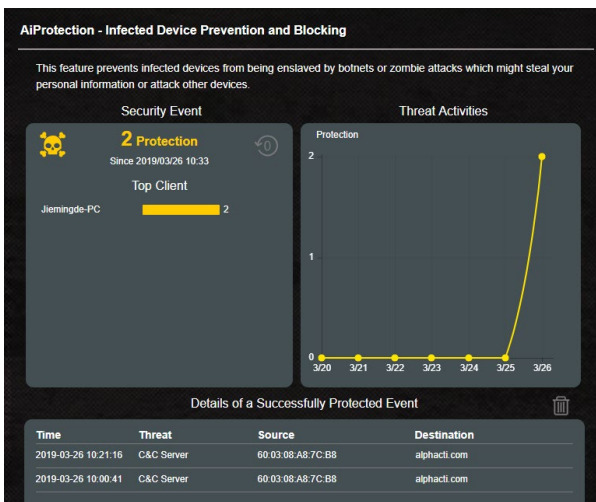 AiProtection - Infected Device Prevention and Blocking
This feature prevents infected devices from being enslaved by botnets or zombie attacks which might steal your
personal information or attack other devices.
Security Event
2 Protection
0
Since 2019/03/26 10:33
Top Client
Jiemingde-PC 2
Threat Activities
Protection
2
1
0
3/20 3/21 3/22 3/23 3/24 3/25 3/26
Details of a Successfully Protected Event
Time Threat Source Destination
2019-03-26 10:21:16 C&C Server 60:03:08:A8:7C:B8 alphacti.com
2019-03-26 10:00:41 C&C Server 60:03:08:A8:7C:B8 alphacti.com